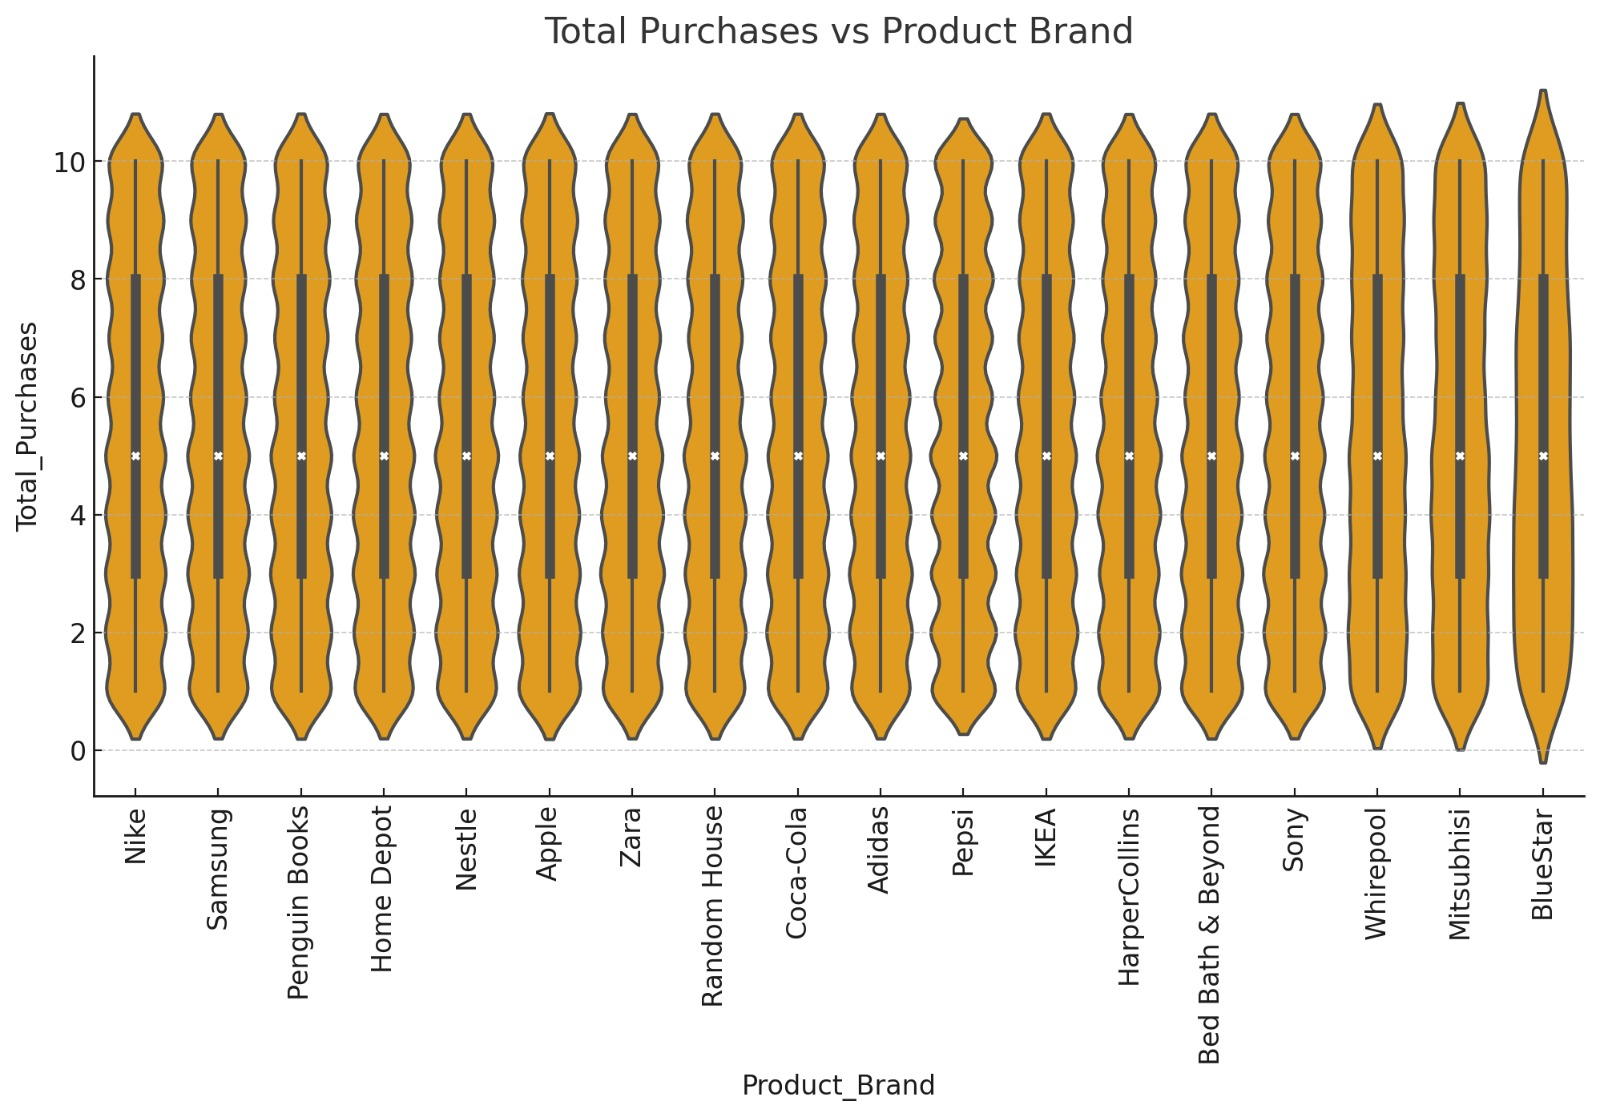 Total Purchases vs Product Brand
Total_Purchases
10
8
6
4
2
0
Nike
Samsung
Penguin Books
Home Depot
Nestle
Apple
Zara
Random House
Coca-Cola
Adidas
Pepsi
IKEA
HarperCollins
Bed Bath & Beyond
Sony
Whirepool
Mitsubhisi
BlueStar
Product_Brand